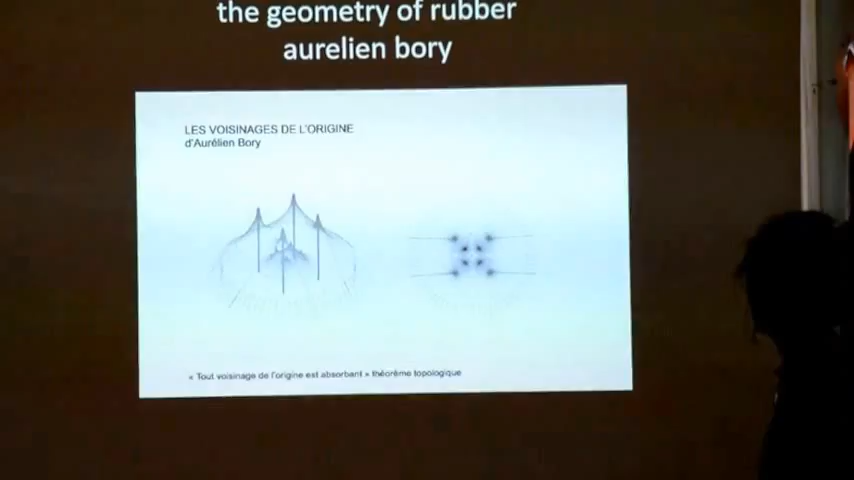 the geometry of rubber
aurelien bory
LES VOISINAGES DE L'ORIGINE
d'Aurélien Bory
« Tout voisinage de l'origine est absorbant » théorème topologique